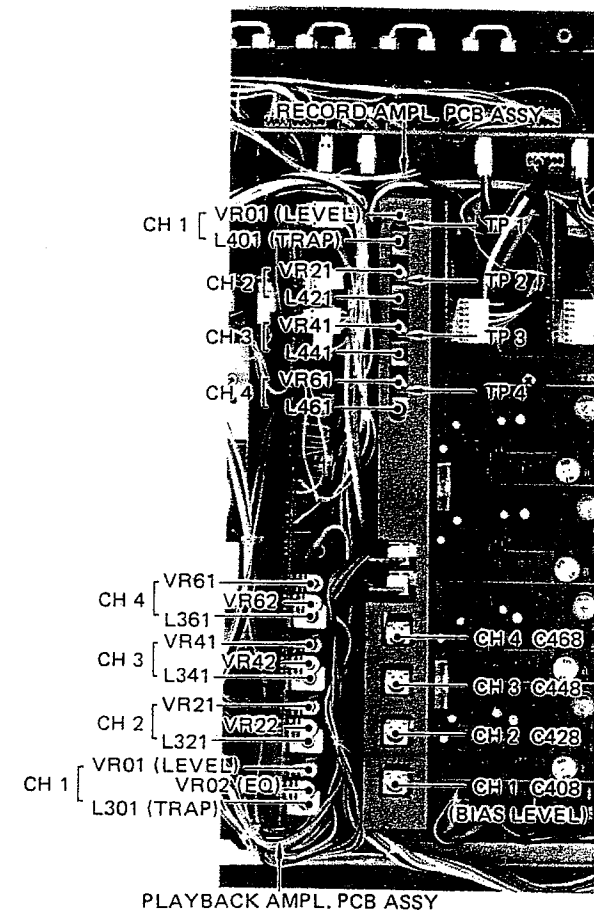 RECORD AMPL. PCB ASSY
CH 1
VR01 (LEVEL)
L401 (TRAP)
TP 1
CH 2
VR21
L421
TP 2
CH 3
VR41
L441
TP 3
CH 4
VR61
L461
TP 4
CH 4
VR61
VR62
L361
CH 3
VR41
VR42
L341
CH 2
VR21
VR22
L321
CH 1
VR01 (LEVEL)
VR02 (EQ)
L301 (TRAP)
CH 4 C468
CH 3 C448
CH 2 C428
CH 1 C408
(BIAS LEVEL)
PLAYBACK AMPL. PCB ASSY